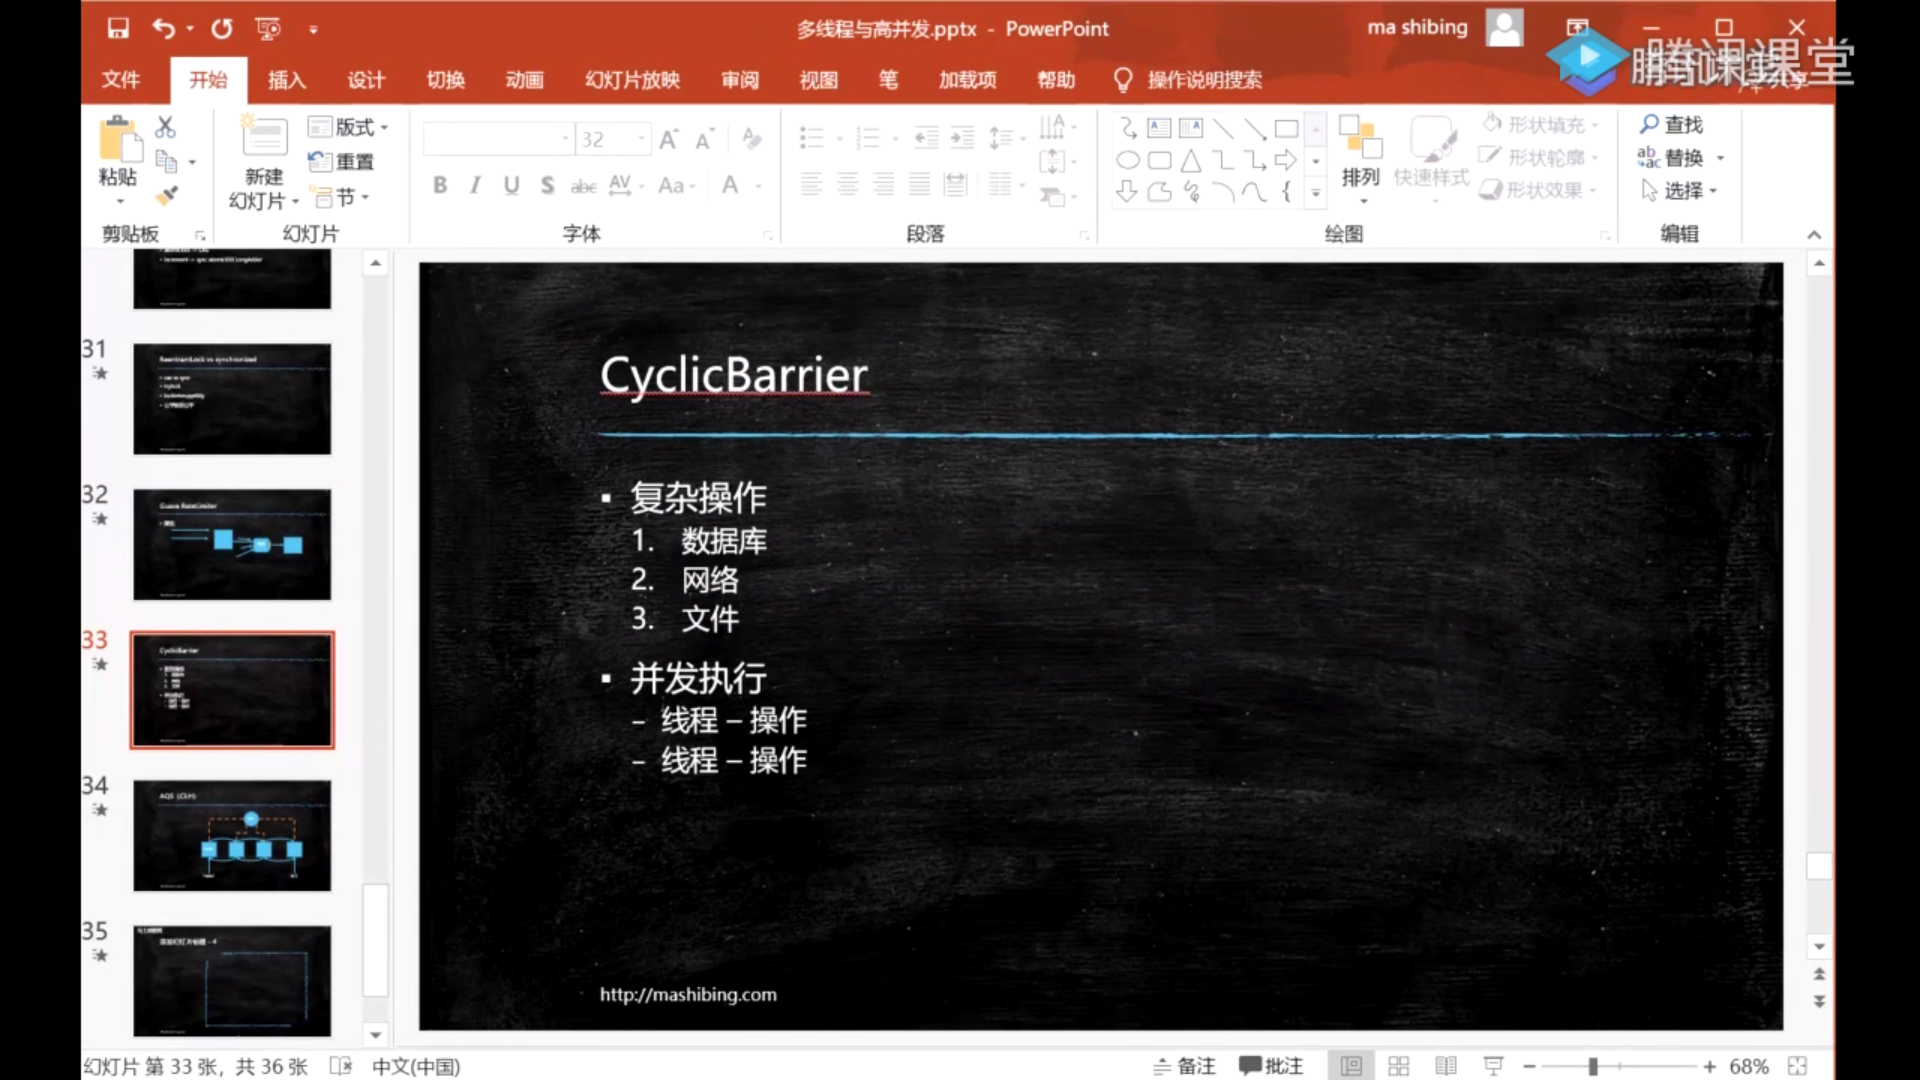 多线程与高并发.pptx - PowerPoint
ma shibing
腾讯课堂
文件 开始 插入 设计 切换 动画 幻灯片放映 审阅 视图 笔 加载项 帮助 操作说明搜索
粘贴
剪贴板
新建
幻灯片
版式
重置
节
幻灯片
32
B I U S abc AV Aa A
字体
段落
排列
快速样式
形状填充
形状轮廓
形状效果
绘图
查找
替换
选择
编辑
31
ReentrantLock vs synchronized
32
Guava RateLimiter
33
CyclicBarrier
34
AQS (CLH)
35
CyclicBarrier
▪ 复杂操作
1. 数据库
2. 网络
3. 文件
▪ 并发执行
– 线程 – 操作
– 线程 – 操作
http://mashibing.com
幻灯片 第 33 张，共 36 张 中文(中国)
备注 批注 68%